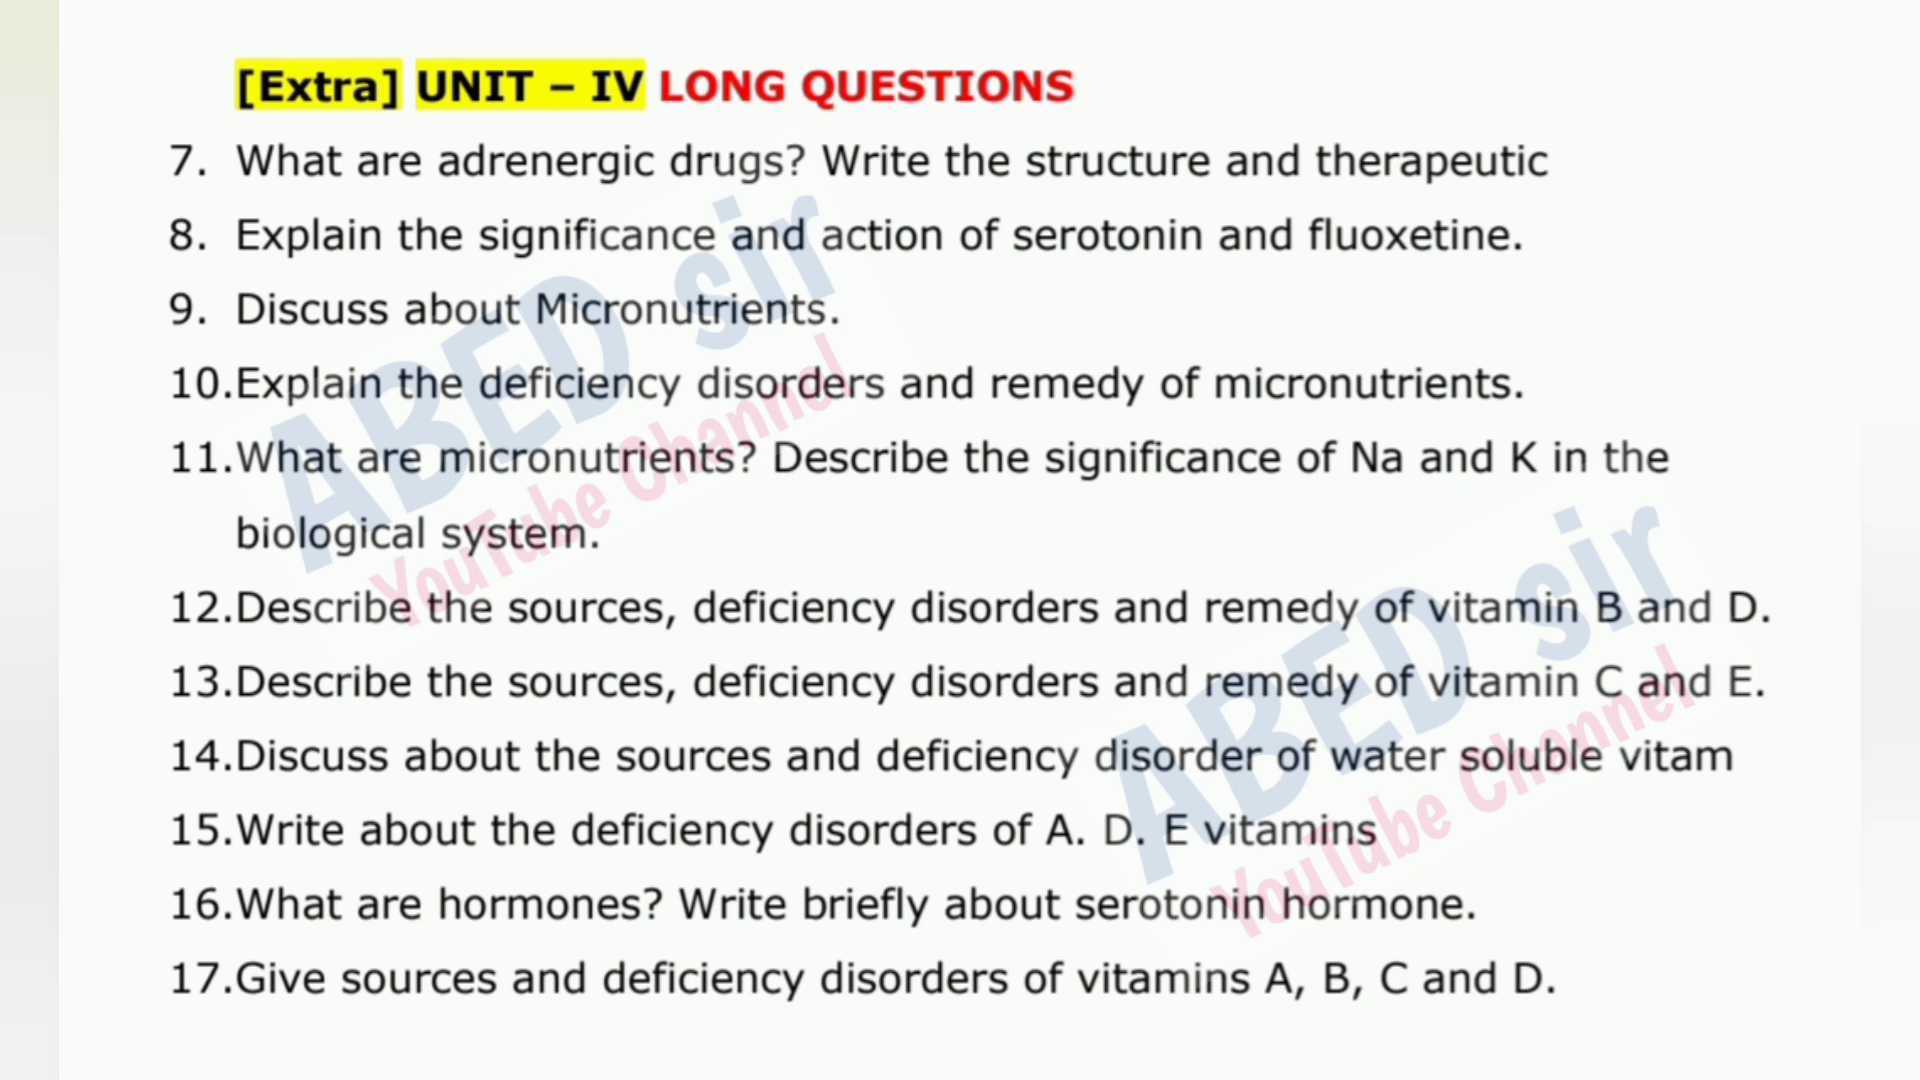 [Extra] UNIT – IV LONG QUESTIONS
7. What are adrenergic drugs? Write the structure and therapeutic
8. Explain the significance and action of serotonin and fluoxetine.
9. Discuss about Micronutrients.
10.Explain the deficiency disorders and remedy of micronutrients.
11.What are micronutrients? Describe the significance of Na and K in the
biological system.
12.Describe the sources, deficiency disorders and remedy of vitamin B and D.
13.Describe the sources, deficiency disorders and remedy of vitamin C and E.
14.Discuss about the sources and deficiency disorder of water soluble vitam
15.Write about the deficiency disorders of A. D. E vitamins
16.What are hormones? Write briefly about serotonin hormone.
17.Give sources and deficiency disorders of vitamins A, B, C and D.
ABED sir
YouTube Channel
ABED sir
YouTube Channel